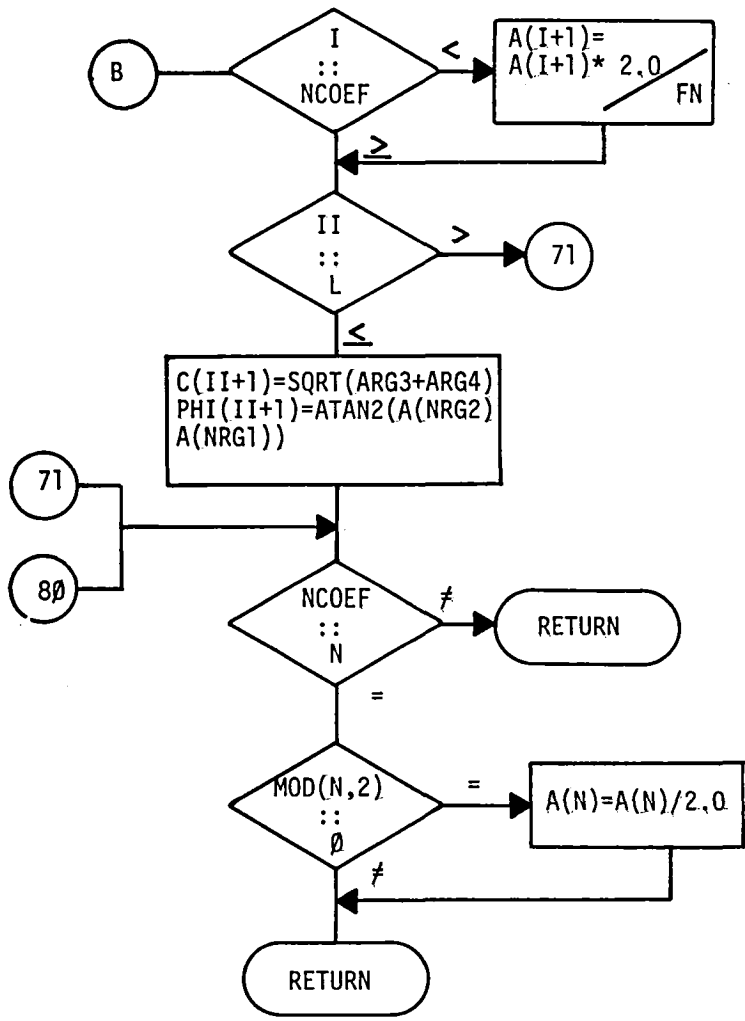 B
I
::
NCOEF
<
A(I+1)=
A(I+1)* 2.0
FN
≥
II
::
L
>
71
≤
C(II+1)=SQRT(ARG3+ARG4)
PHI(II+1)=ATAN2(A(NRG2)
A(NRG1))
71
8Ø
NCOEF
::
N
≠
RETURN
=
MOD(N,2)
::
Ø
=
A(N)=A(N)/2.0
≠
RETURN